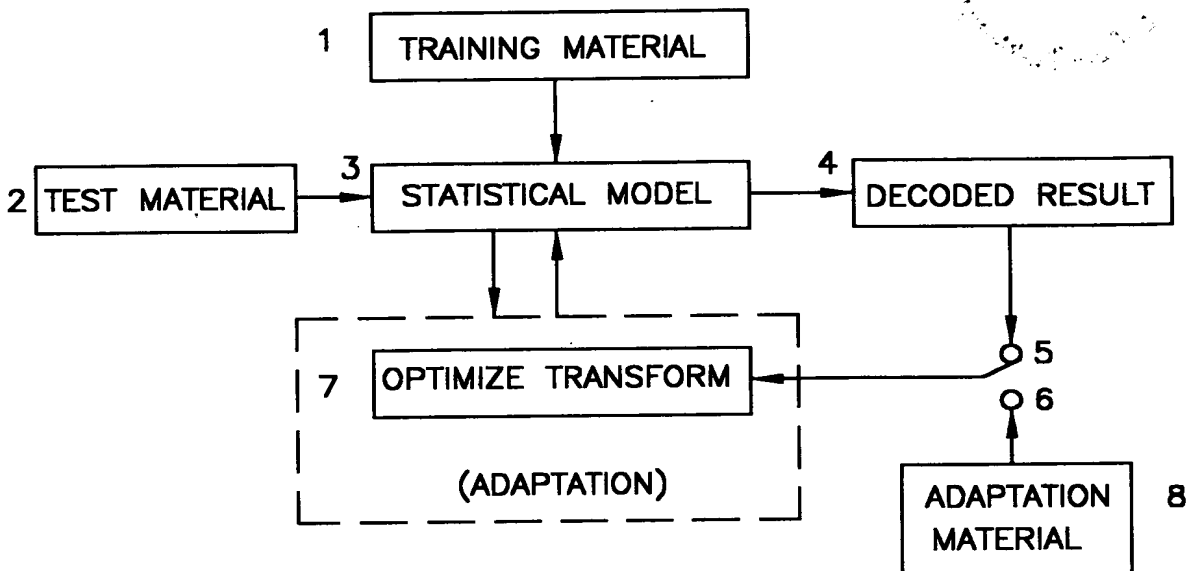 1 TRAINING MATERIAL
2 TEST MATERIAL
3 STATISTICAL MODEL
4 DECODED RESULT
5
6
7 OPTIMIZE TRANSFORM
(ADAPTATION)
ADAPTATION 8
MATERIAL